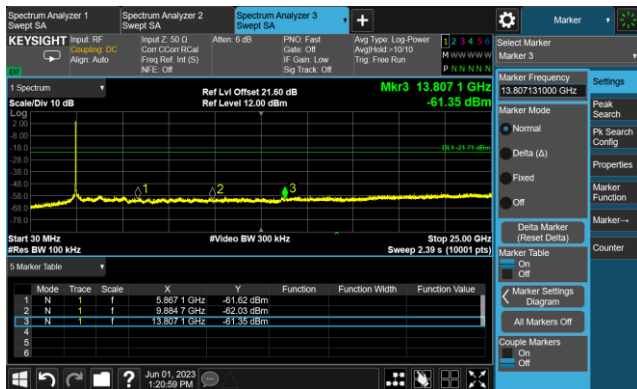 Spectrum Analyzer 1
Swept SA
Spectrum Analyzer 2
Swept SA
Spectrum Analyzer 3
Swept SA
Marker
KEYSIGHT
Input: RF
Coupling: DC
Align: Auto
Input Z: 50 Ω
Corr CCorr RCal
Freq Ref: Int (S)
NFE: Off
Atten: 6 dB
PNO: Fast
Gate: Off
IF Gain: Low
Sig Track: Off
Avg Type: Log-Power
Avg|Hold:>10/10
Trig: Free Run
1 2 3 4 5 6
M W W W W W
P N N N N N
Select Marker
Marker 3
1 Spectrum
Scale/Div 10 dB
Log
Ref Lvl Offset 21.60 dB
Ref Level 12.00 dBm
Mkr3 13.807 1 GHz
-61.35 dBm
2.00
-8.00
-18.0
-28.0
-38.0
-48.0
-58.0
-68.0
-78.0
DL1 -21.71 dBm
1
2
3
Start 30 MHz
#Res BW 100 kHz
#Video BW 300 kHz
Stop 25.00 GHz
Sweep 2.39 s (10001 pts)
5 Marker Table
Mode Trace Scale X Y Function Function Width Function Value
1 N 1 f 5.867 1 GHz -61.62 dBm
2 N 1 f 9.884 7 GHz -62.03 dBm
3 N 1 f 13.807 1 GHz -61.35 dBm
4
5
6
Marker Frequency
13.807131000 GHz
Marker Mode
Normal
Delta (Δ)
Fixed
Off
Delta Marker
(Reset Delta)
Marker Table
On
Off
Marker Settings
Diagram
All Markers Off
Couple Markers
On
Off
Settings
Peak
Search
Pk Search
Config
Properties
Marker
Function
Marker→
Counter
?
Jun 01, 2023
1:20:59 PM